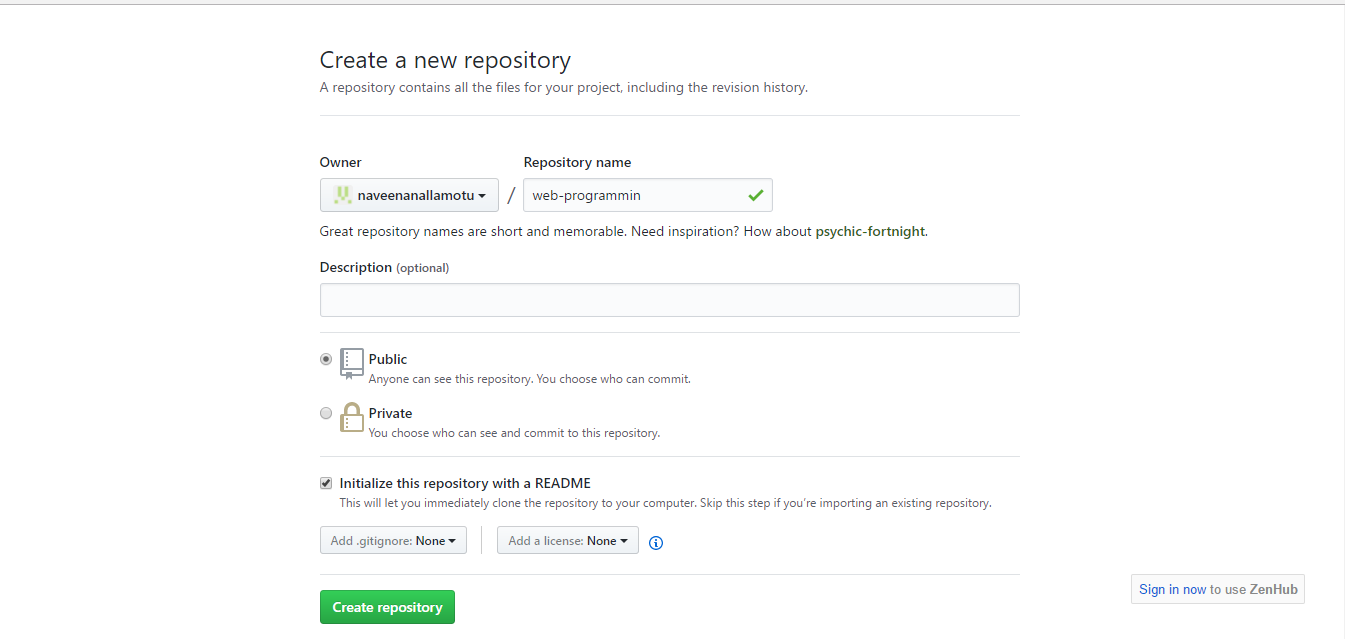 Create a new repository
A repository contains all the files for your project, including the revision history.
Owner Repository name
naveenanallamotu / web-programmin
Great repository names are short and memorable. Need inspiration? How about psychic-fortnight.
Description (optional)
Public
Anyone can see this repository. You choose who can commit.
Private
You choose who can see and commit to this repository.
Initialize this repository with a README
This will let you immediately clone the repository to your computer. Skip this step if you’re importing an existing repository.
Add .gitignore: None Add a license: None
Sign in now to use ZenHub
Create repository